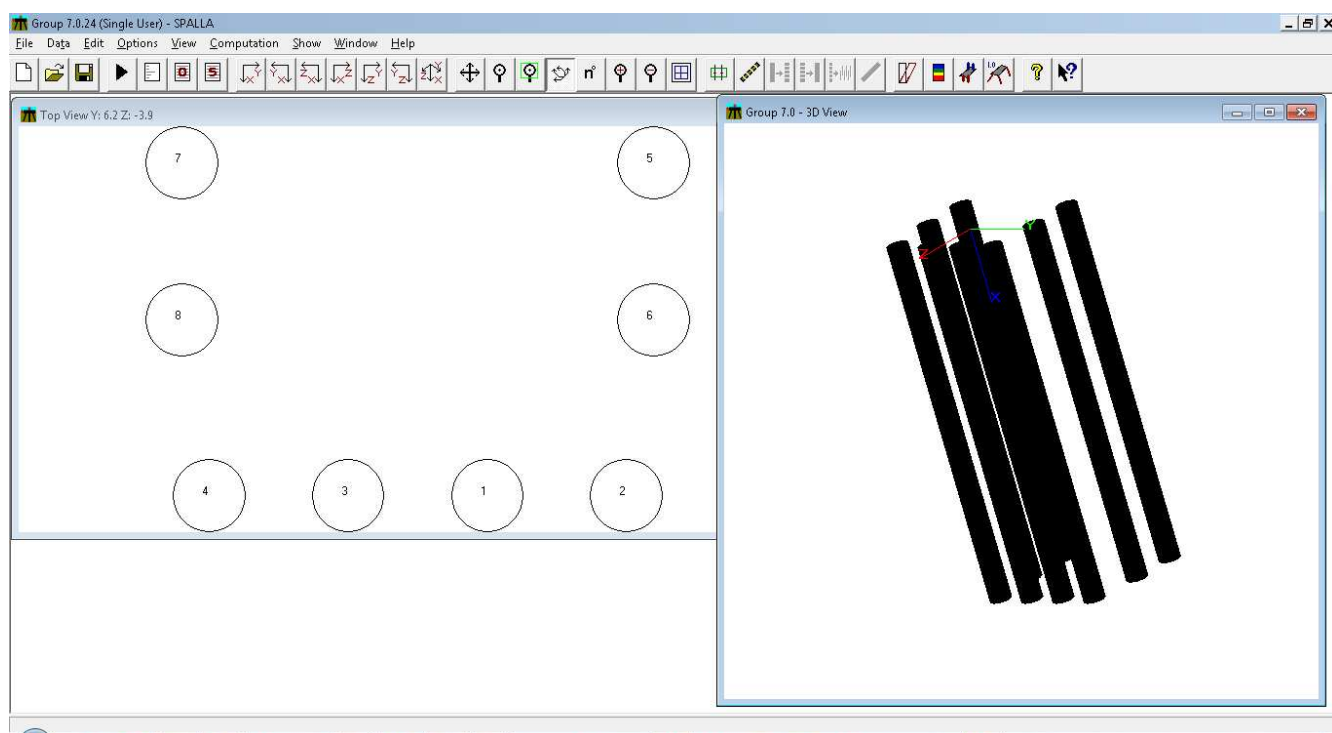 Group 7.0.24 (Single User) - SPALLA
File Data Edit Options View Computation Show Window Help
Top View Y: 6.2 Z: -3.9
7
5
8
6
4
3
1
2
Group 7.0 - 3D View
Z
Y
X